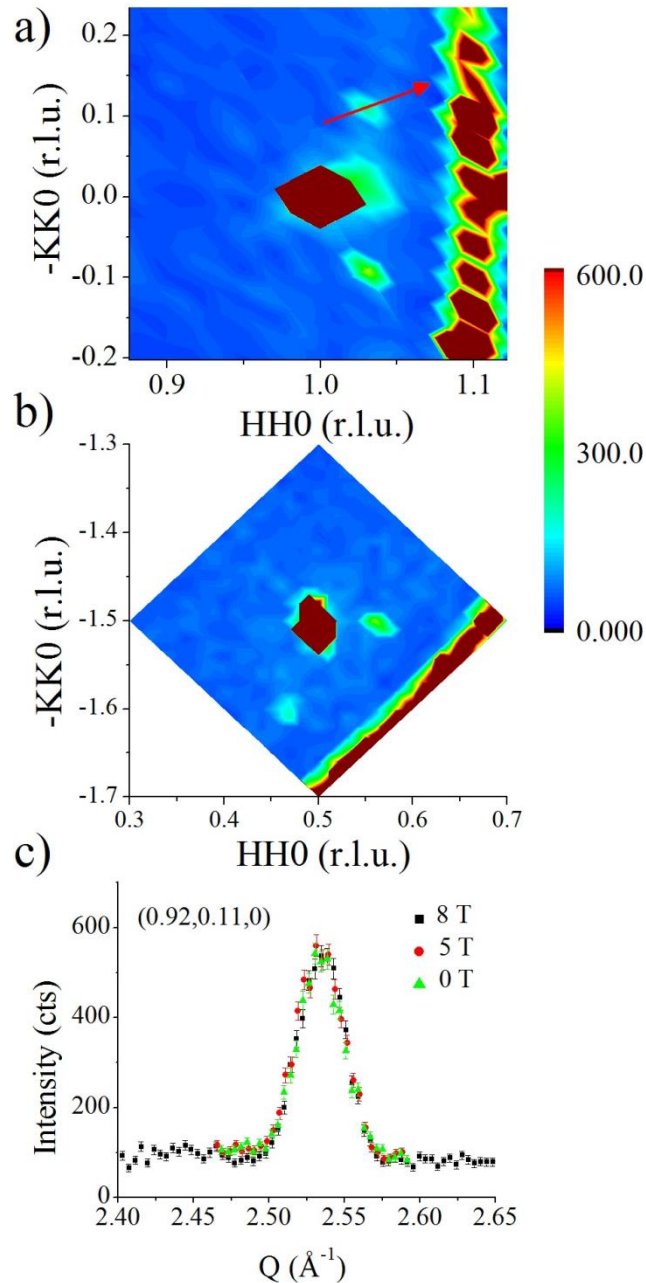 a)
0.2
0.1
0.0
-0.1
-0.2
-KK0 (r.l.u.)
0.9
1.0
1.1
HH0 (r.l.u.)
600.0
300.0
0.000
b)
-1.3
-1.4
-1.5
-1.6
-1.7
-KK0 (r.l.u.)
0.3
0.4
0.5
0.6
0.7
HH0 (r.l.u.)
c)
(0.92,0.11,0)
8 T
5 T
0 T
600
400
200
0
Intensity (cts)
2.40
2.45
2.50
2.55
2.60
2.65
Q (Å⁻¹)